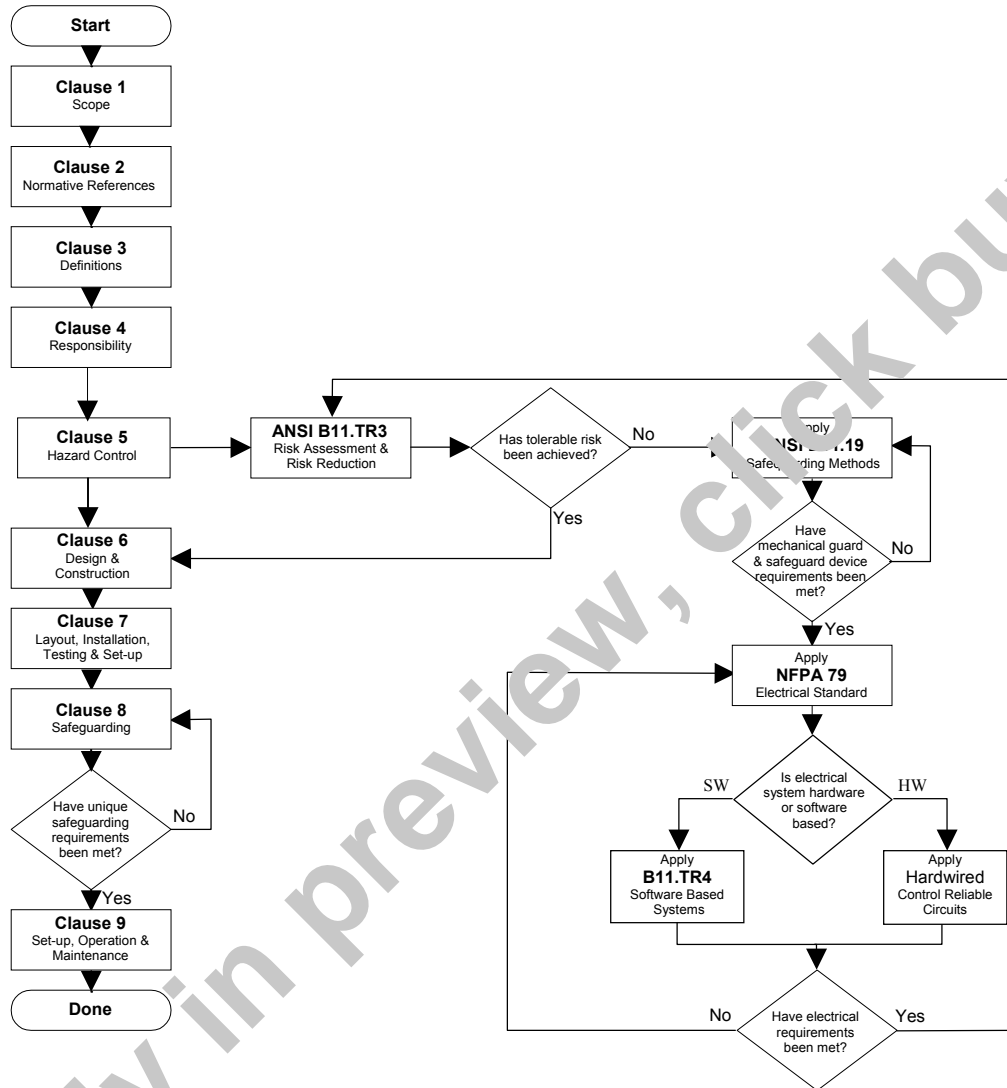 Start
Clause 1
Scope
Clause 2
Normative References
Clause 3
Definitions
Clause 4
Responsibility
Clause 5
Hazard Control
ANSI B11.TR3
Risk Assessment &
Risk Reduction
Has tolerable risk
been achieved?
No
Yes
Apply
Safeguarding Methods
Have
mechanical guard
& safeguard device
requirements been
met?
No
Yes
Apply
NFPA 79
Electrical Standard
Is electrical
system hardware
or software
based?
SW
HW
Apply
B11.TR4
Software Based
Systems
Apply
Hardwired
Control Reliable
Circuits
Have electrical
requirements
been met?
No
Yes
Clause 6
Design &
Construction
Clause 7
Layout, Installation,
Testing & Set-up
Clause 8
Safeguarding
Have unique
safeguarding
requirements
been met?
No
Yes
Clause 9
Set-up, Operation &
Maintenance
Done
in preview, click